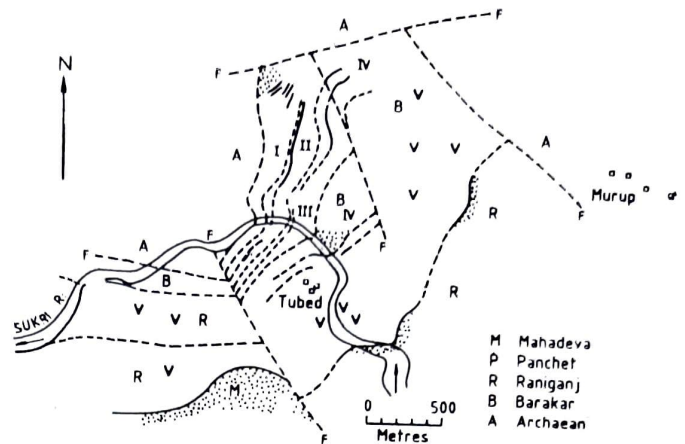 N
A
F
F
IV
B
V
A
I
II
V
V
A
Murup
F
B
III
IV
V
R
F
A
F
F
B
Tubed
V
V
R
SUKRI R.
V
V
R
R
V
M
F
0 500
Metres
M Mahadeva
P Panchet
R Raniganj
B Barakar
A Archaean